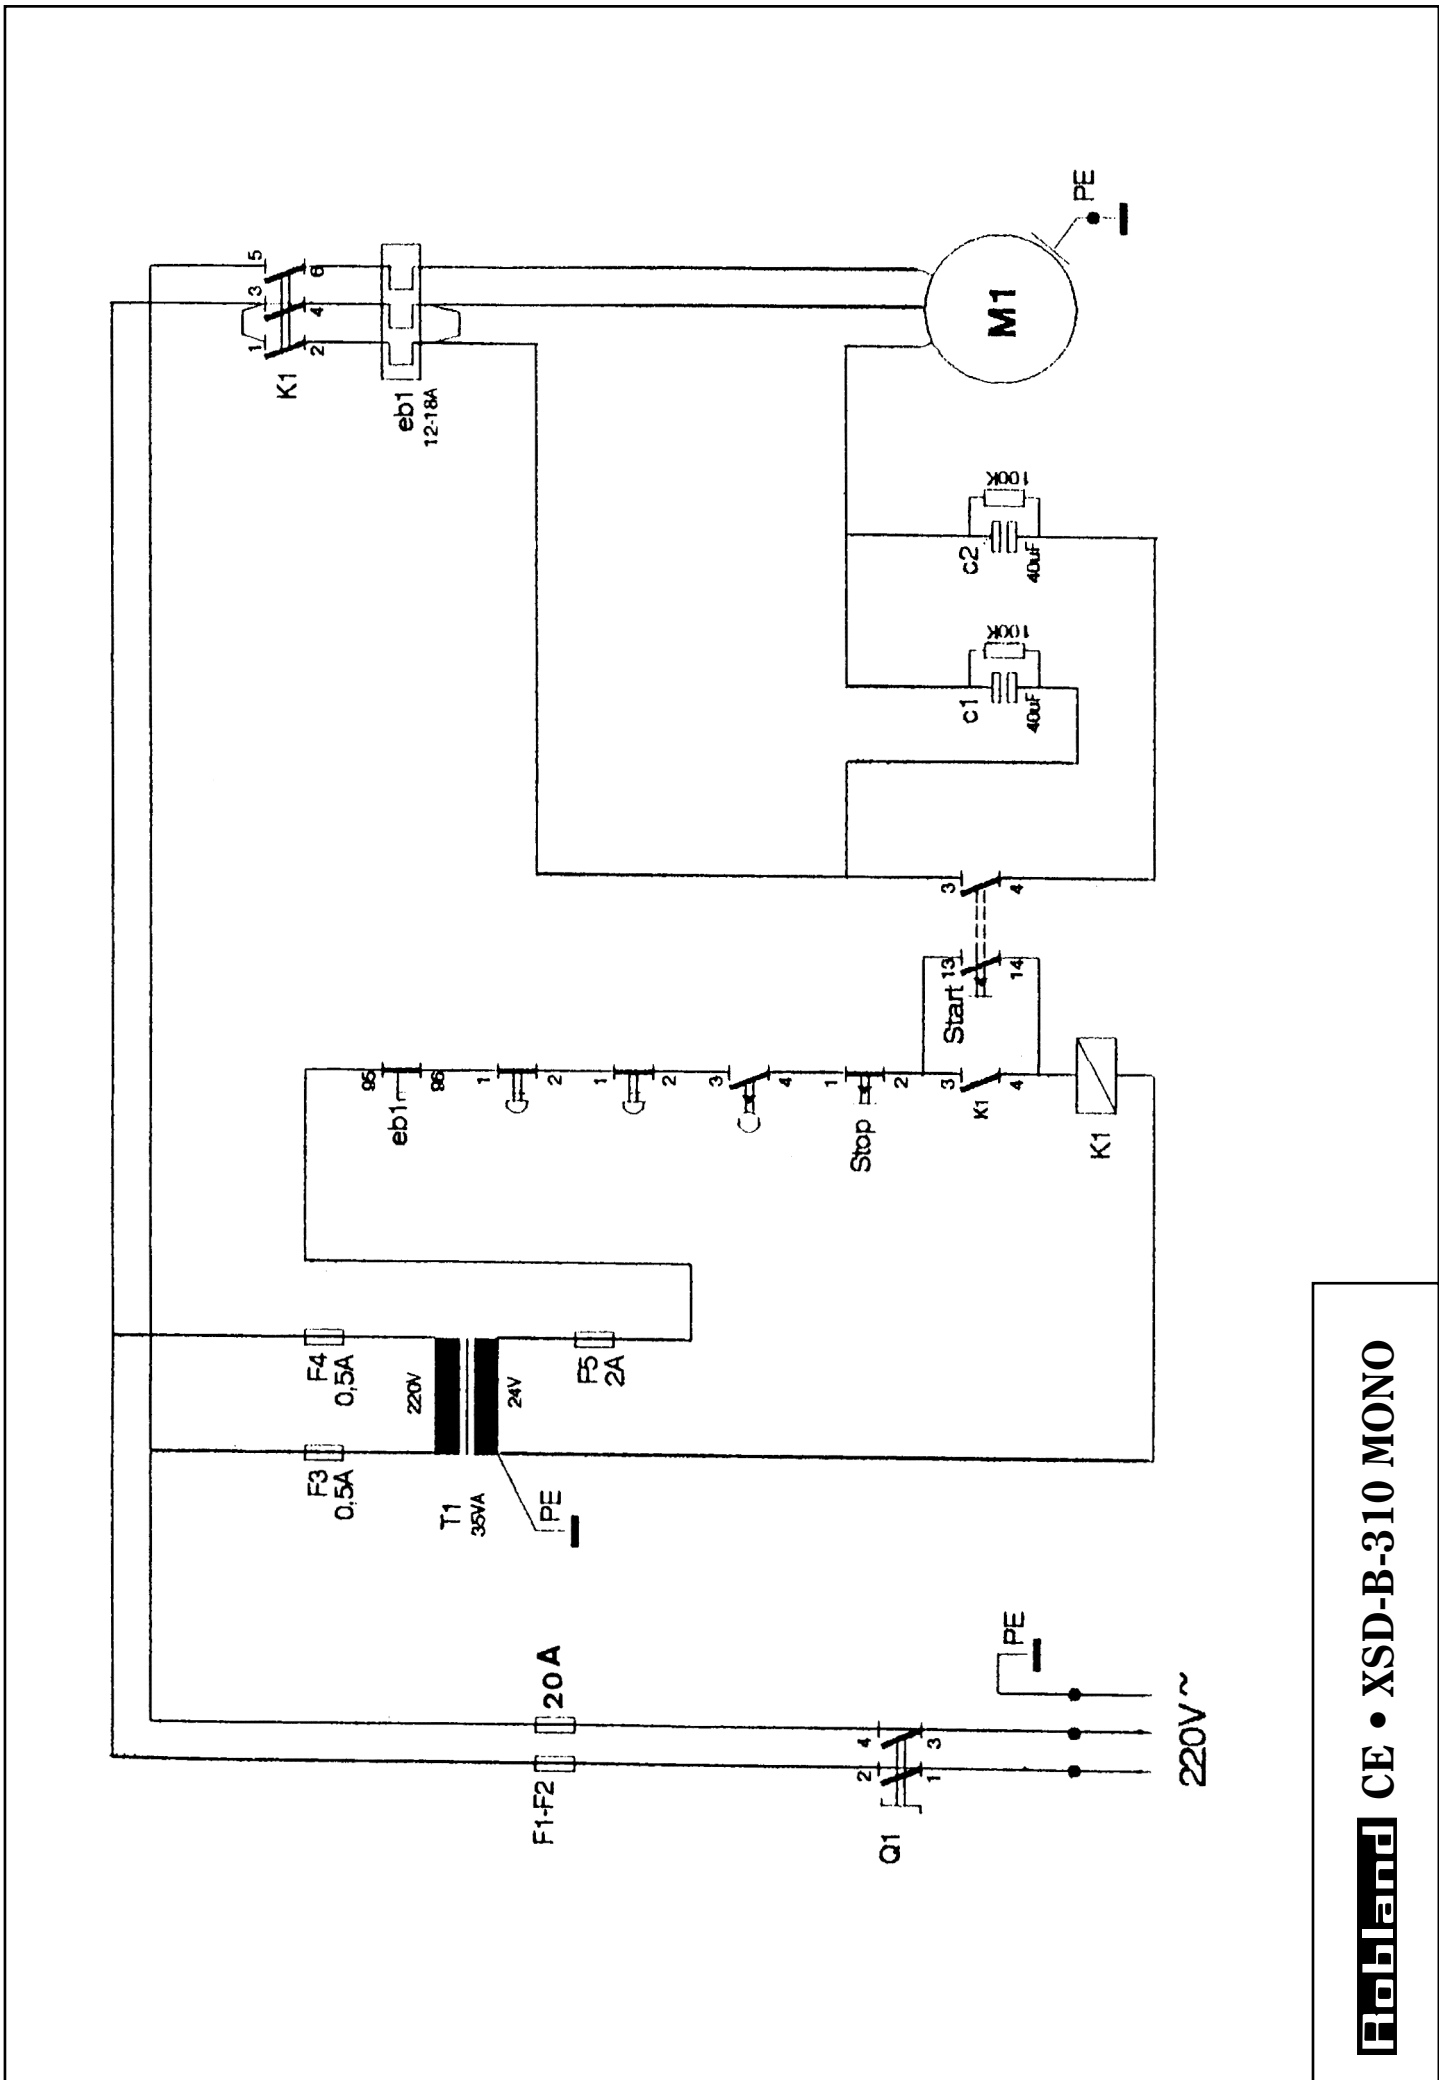 220V~
PE
Q1
1
2
3
4
F1-F2
20A
F3
0,5A
F4
0,5A
T1
35VA
220V
24V
PE
F5
2A
eb1
95
96
1
2
1
2
3
4
Stop
1
2
K1
3
4
Start
13
14
3
4
K1
K1
1
2
3
4
5
6
eb1
12-18A
c1
40uF
100K
c2
40uF
100K
M1
PE
Robland CE • XSD-B-310 MONO